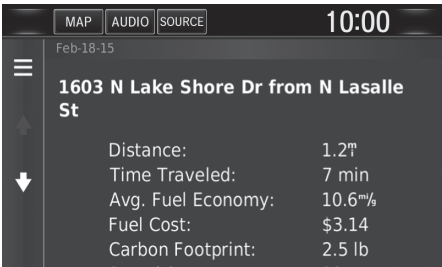 MAP AUDIO SOURCE 10:00
Feb-18-15
1603 N Lake Shore Dr from N Lasalle
St
Distance: 1.2m
Time Traveled: 7 min
Avg. Fuel Economy: 10.6mi/g
Fuel Cost: $3.14
Carbon Footprint: 2.5 lb